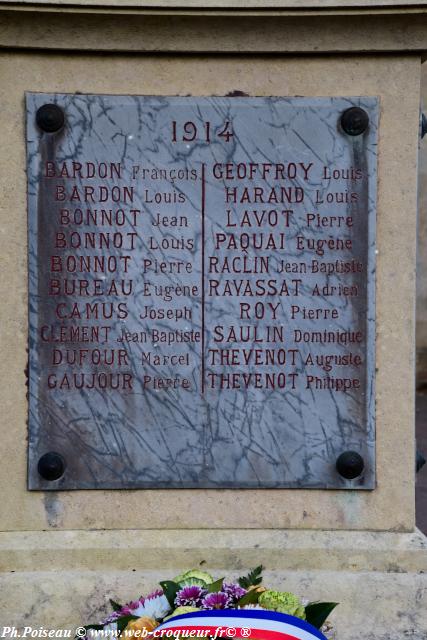 1914
BARDON François
BARDON Louis
BONNOT Jean
BONNOT Louis
BONNOT Pierre
BUREAU Eugène
CAMUS Joseph
CLEMENT Jean Baptiste
DUFOUR Marcel
GAUJOUR Pierre
GEOFFROY Louis
HARAND Louis
LAVOT Pierre
PAQUAI Eugène
RACLIN Jean Baptiste
RAVASSAT Adrien
ROY Pierre
SAULIN Dominique
THEVENOT Auguste
THEVENOT Philippe
Ph.Poiseau © www.web-croqueur.fr ©®